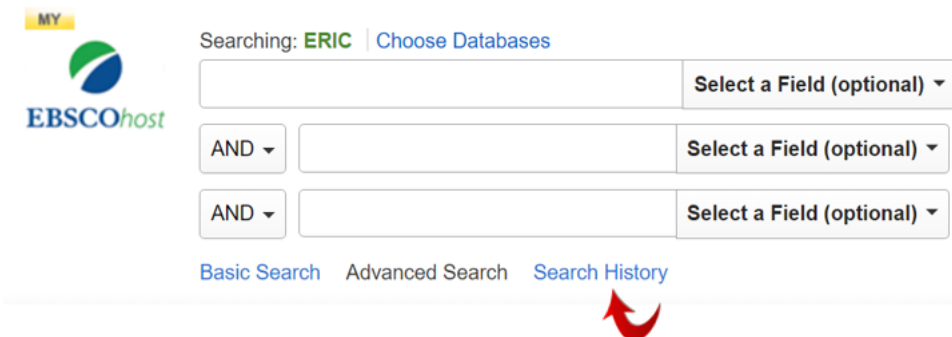 MY
EBSCOhost
Searching: ERIC Choose Databases
Select a Field (optional)
AND Select a Field (optional)
AND Select a Field (optional)
Basic Search Advanced Search Search History